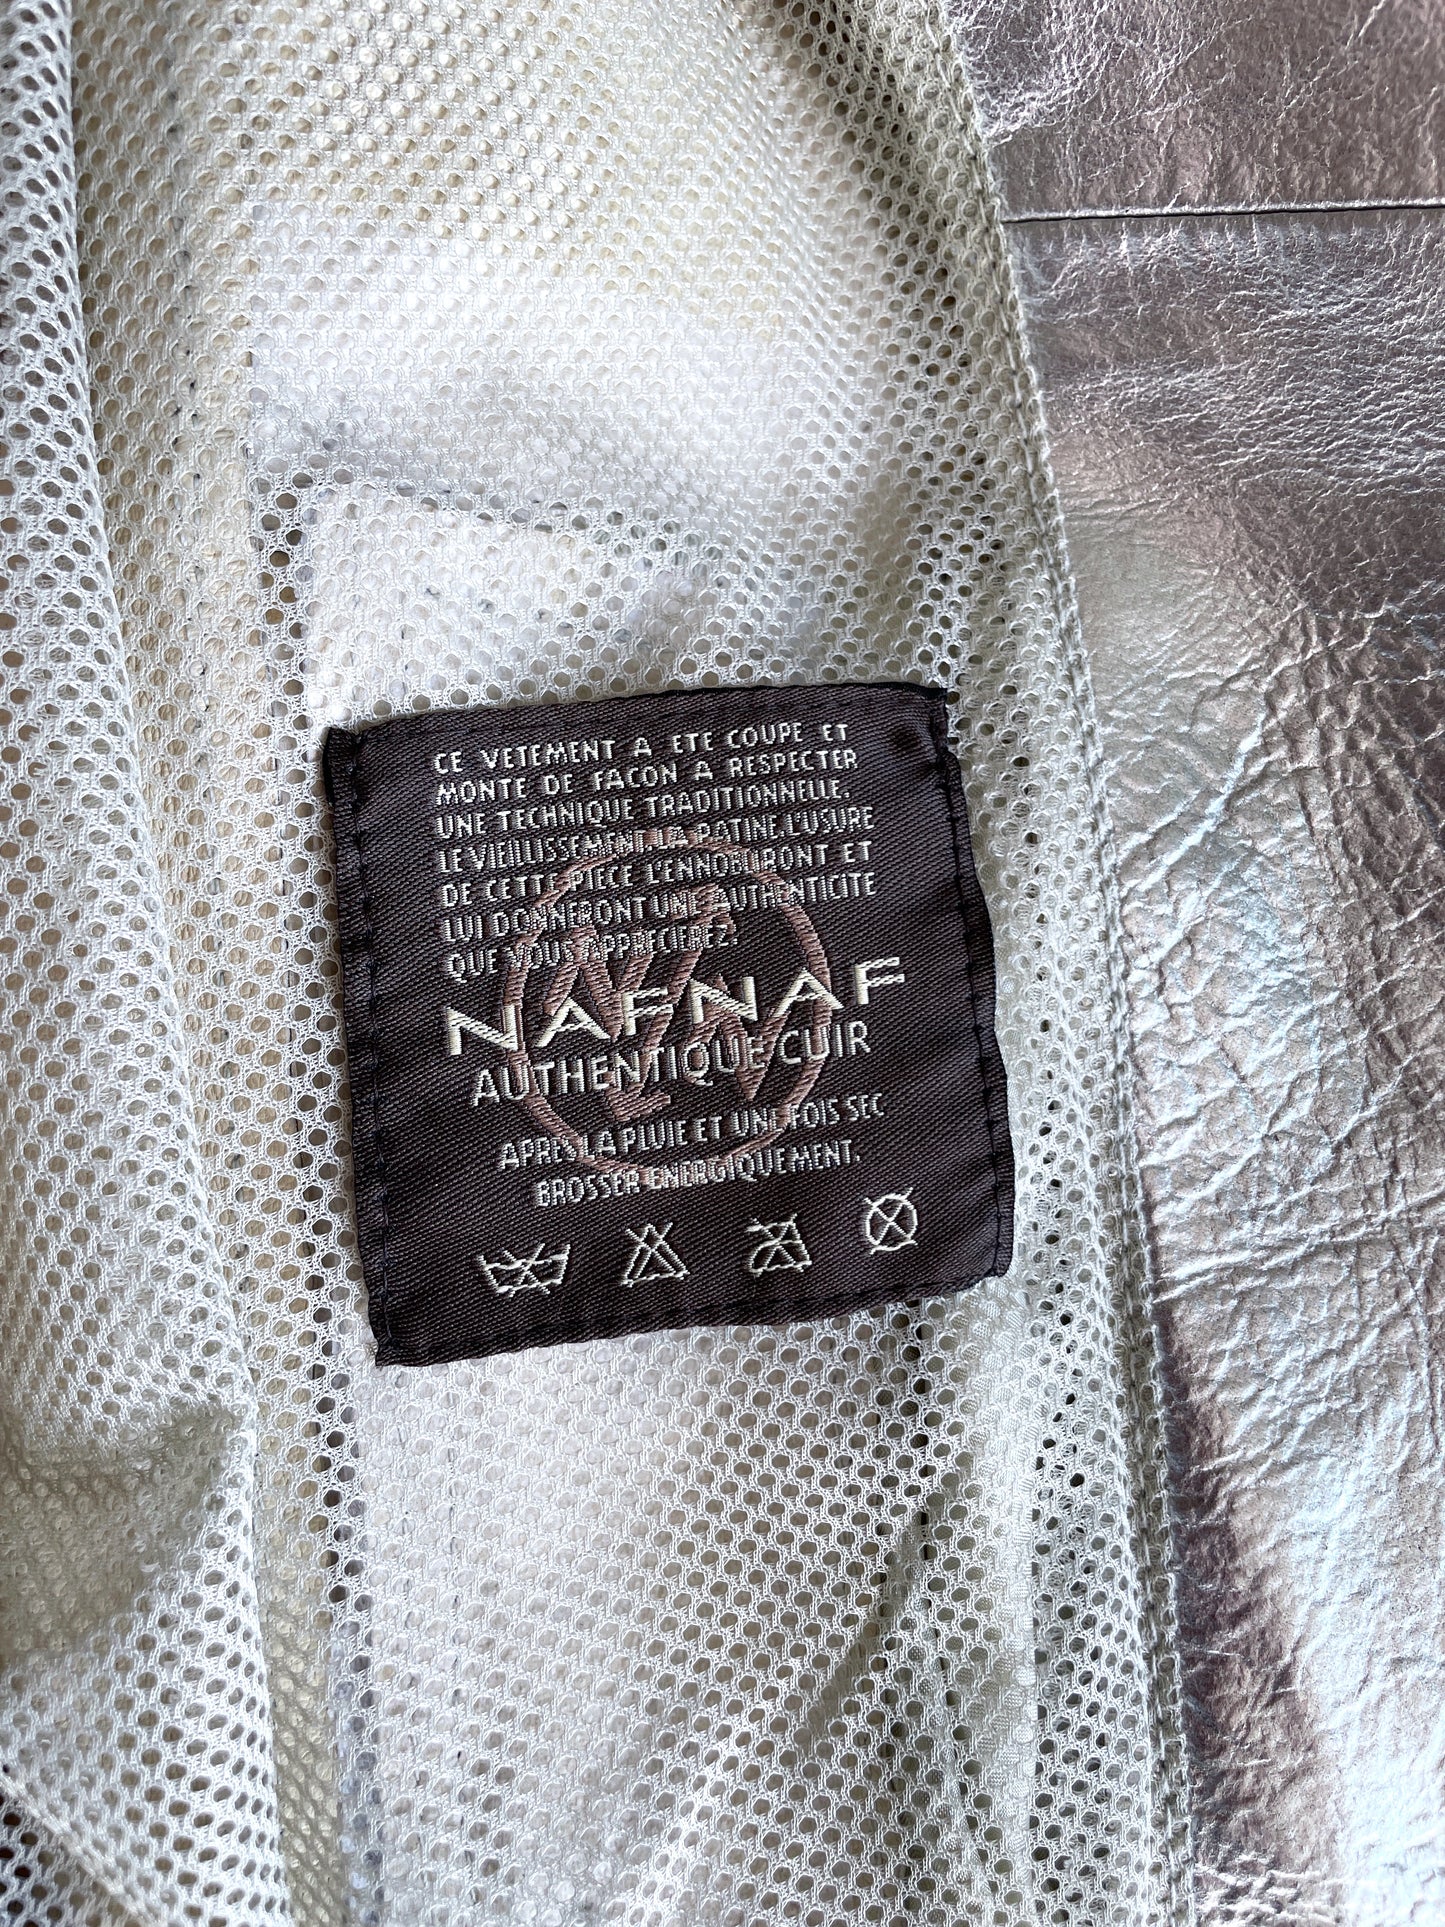 CE VETEMENT A ETE COUPE ET
MONTE DE FACON A RESPECTER
UNE TECHNIQUE TRADITIONNELLE.
LE VIEILLISSEMENT, LA PATINE, L'USURE
DE CETTE PIECE L'ENNOBLIRONT ET
LUI DONNERONT UNE AUTHENTICITE
QUE VOUS APPRECIEREZ.
NAFNAF
AUTHENTIQUE CUIR
APRES LA PLUIE ET UNE FOIS SEC
BROSSER ENERGIQUEMENT.